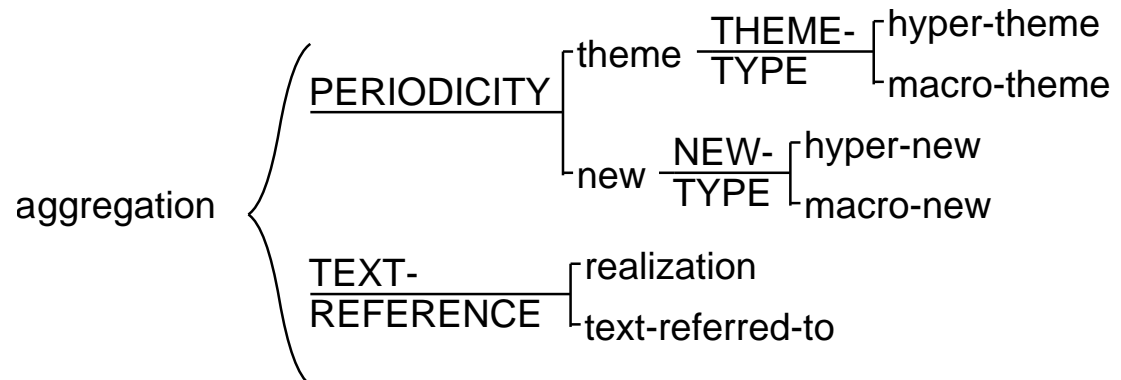 THEME-
TYPE
hyper-theme
theme
macro-theme
PERIODICITY
NEW-
TYPE
hyper-new
new
macro-new
aggregation
TEXT-
REFERENCE
realization
text-referred-to